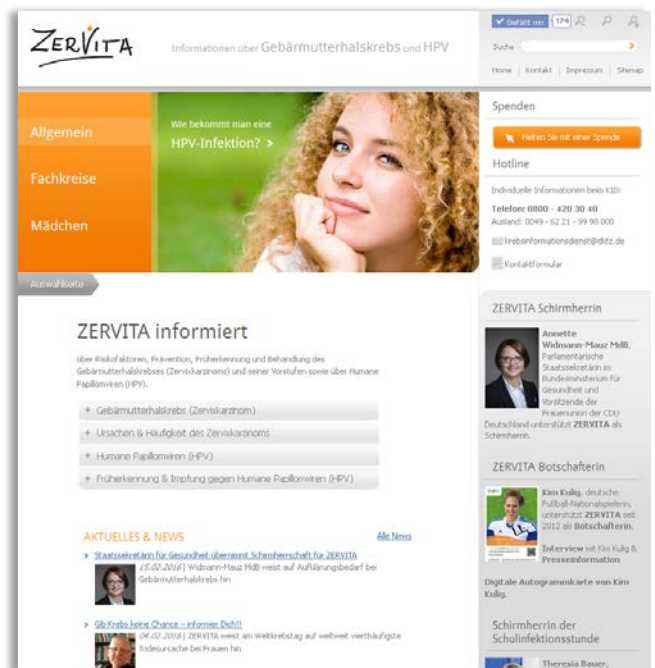 ZERVITA
Informationen über Gebärmutterhalskrebs und HPV
Gefällt mir 174
Suche
Home | Kontakt | Impressum | Sitemap
Allgemein
Fachkreise
Mädchen
Wie bekommt man eine
HPV-Infektion? >
Auswahlseite
ZERVITA informiert
über Risikofaktoren, Prävention, Früherkennung und Behandlung des
Gebärmutterhalskrebses (Zervixkarzinoms) und seiner Vorstufen sowie über Humane
Papillomviren (HPV).
+ Gebärmutterhalskrebs (Zervixkarzinom)
+ Ursachen & Häufigkeit des Zervixkarzinoms
+ Humane Papillomviren (HPV)
+ Früherkennung & Impfung gegen Humane Papillomviren (HPV)
AKTUELLES & NEWS
Alle News
Staatssekretärin für Gesundheit übernimmt Schirmherrschaft für ZERVITA
15.02.2016 | Widmann-Mauz MdB weist auf Aufklärungsbedarf bei
Gebärmutterhalskrebs hin
Gib Krebs keine Chance – informier Dich!!
04.02.2016 | ZERVITA weist am Weltkrebstag auf weltweit vierthäufigste
Todesursache bei Frauen hin
Spenden
Helfen Sie mit einer Spende
Hotline
Individuelle Informationen beim KID:
Telefon: 0800 - 420 30 40
Ausland: 0049 - 62 21 - 99 98 000
krebsinformationsdienst@dkfz.de
Kontaktformular
ZERVITA Schirmherrin
Annette
Widmann-Mauz MdB,
Parlamentarische
Staatssekretärin im
Bundesministerium für
Gesundheit und
Vorsitzende der
Frauenunion der CDU
Deutschland unterstützt ZERVITA als
Schirmherrin.
ZERVITA Botschafterin
Kim Kulig, deutsche
Fußball-Nationalspielerin,
unterstützt ZERVITA seit
2012 als Botschafterin.
Interview mit Kim Kulig &
Presseinformation
Digitale Autogrammkarte von Kim
Kulig.
Schirmherrin der
Schulinfektionsstunde
Theresia Bauer,